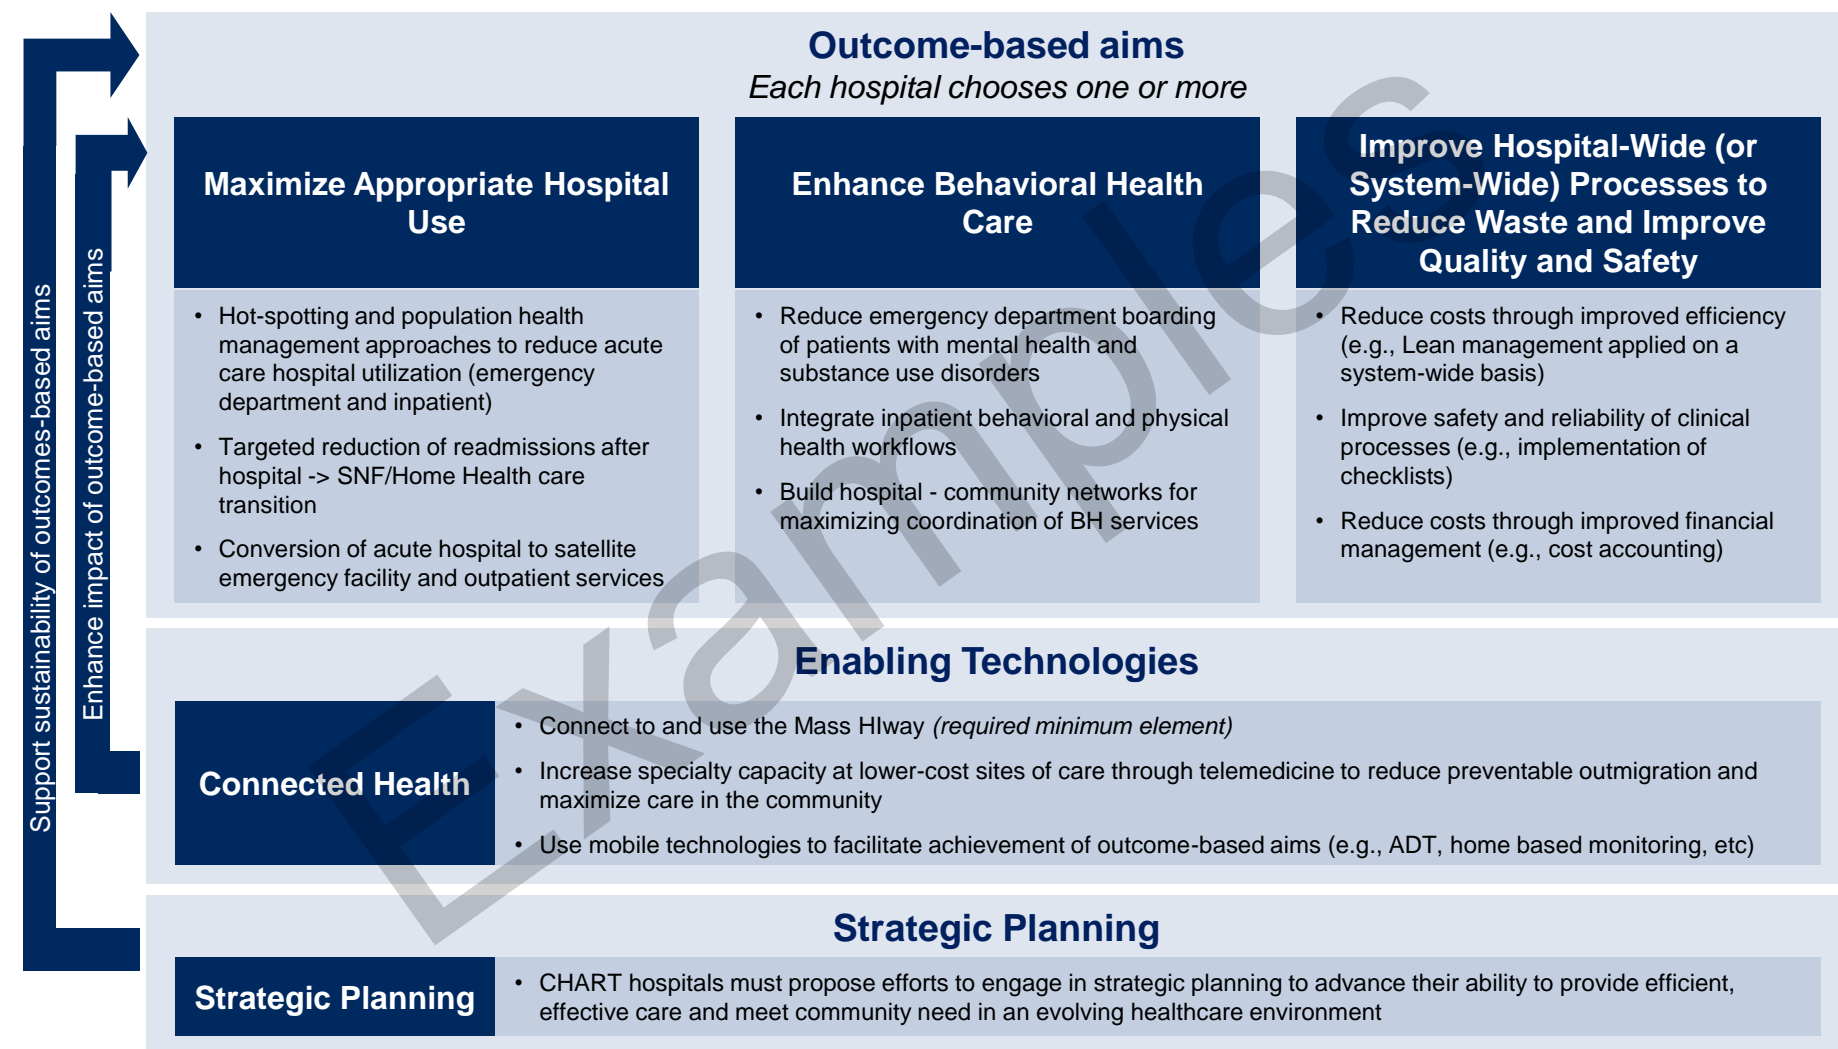 Outcome-based aims
Each hospital chooses one or more
Maximize Appropriate Hospital
Use
• Hot-spotting and population health
management approaches to reduce acute
care hospital utilization (emergency
department and inpatient)
• Targeted reduction of readmissions after
hospital -> SNF/Home Health care
transition
• Conversion of acute hospital to satellite
emergency facility and outpatient services
Enhance Behavioral Health
Care
• Reduce emergency department boarding
of patients with mental health and
substance use disorders
• Integrate inpatient behavioral and physical
health workflows
• Build hospital - community networks for
maximizing coordination of BH services
Improve Hospital-Wide (or
System-Wide) Processes to
Reduce Waste and Improve
Quality and Safety
• Reduce costs through improved efficiency
(e.g., Lean management applied on a
system-wide basis)
• Improve safety and reliability of clinical
processes (e.g., implementation of
checklists)
• Reduce costs through improved financial
management (e.g., cost accounting)
Enabling Technologies
Connected Health
• Connect to and use the Mass HIway (required minimum element)
• Increase specialty capacity at lower-cost sites of care through telemedicine to reduce preventable outmigration and
maximize care in the community
• Use mobile technologies to facilitate achievement of outcome-based aims (e.g., ADT, home based monitoring, etc)
Strategic Planning
Strategic Planning
• CHART hospitals must propose efforts to engage in strategic planning to advance their ability to provide efficient,
effective care and meet community need in an evolving healthcare environment
Support sustainability of outcomes-based aims
Enhance impact of outcome-based aims
Examples